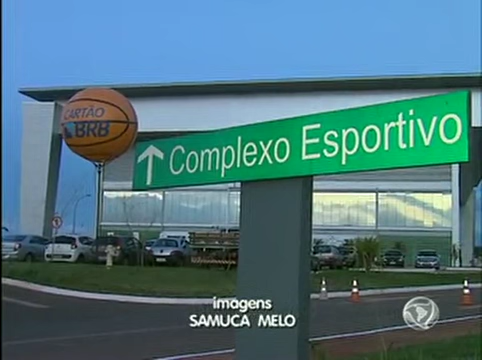 CARTÃO
BRB
Complexo Esportivo
imagens
SAMUCA MELO